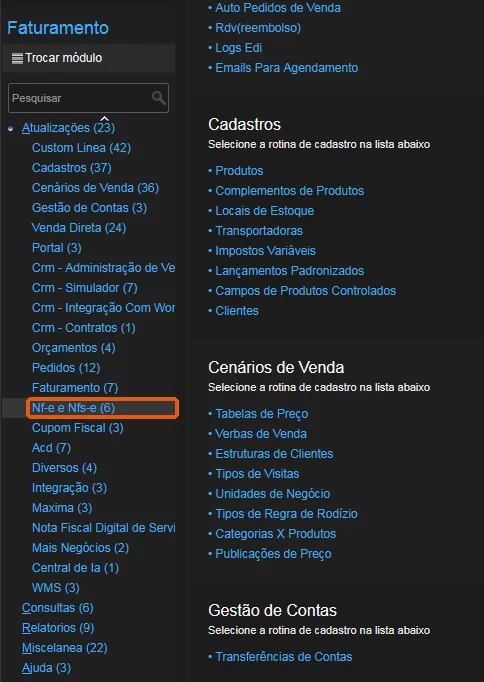 Faturamento
Trocar módulo
Pesquisar
Atualizações (23)
Custom Linea (42)
Cadastros (37)
Cenários de Venda (36)
Gestão de Contas (3)
Venda Direta (24)
Portal (3)
Crm - Administração de Ve
Crm - Simulador (7)
Crm - Integração Com Wor
Crm - Contratos (1)
Orçamentos (4)
Pedidos (12)
Faturamento (7)
Nf-e e Nfs-e (6)
Cupom Fiscal (3)
Acd (7)
Diversos (4)
Integração (3)
Maxima (3)
Nota Fiscal Digital de Servi
Mais Negócios (2)
Central de Ia (1)
WMS (3)
Consultas (6)
Relatorios (9)
Miscelanea (22)
Ajuda (3)
• Auto Pedidos de Venda
• Rdv(reembolso)
• Logs Edi
• Emails Para Agendamento
Cadastros
Selecione a rotina de cadastro na lista abaixo
• Produtos
• Complementos de Produtos
• Locais de Estoque
• Transportadoras
• Impostos Variáveis
• Lançamentos Padronizados
• Campos de Produtos Controlados
• Clientes
Cenários de Venda
Selecione a rotina de cadastro na lista abaixo
• Tabelas de Preço
• Verbas de Venda
• Estruturas de Clientes
• Tipos de Visitas
• Unidades de Negócio
• Tipos de Regra de Rodízio
• Categorias X Produtos
• Publicações de Preço
Gestão de Contas
Selecione a rotina de cadastro na lista abaixo
• Transferências de Contas